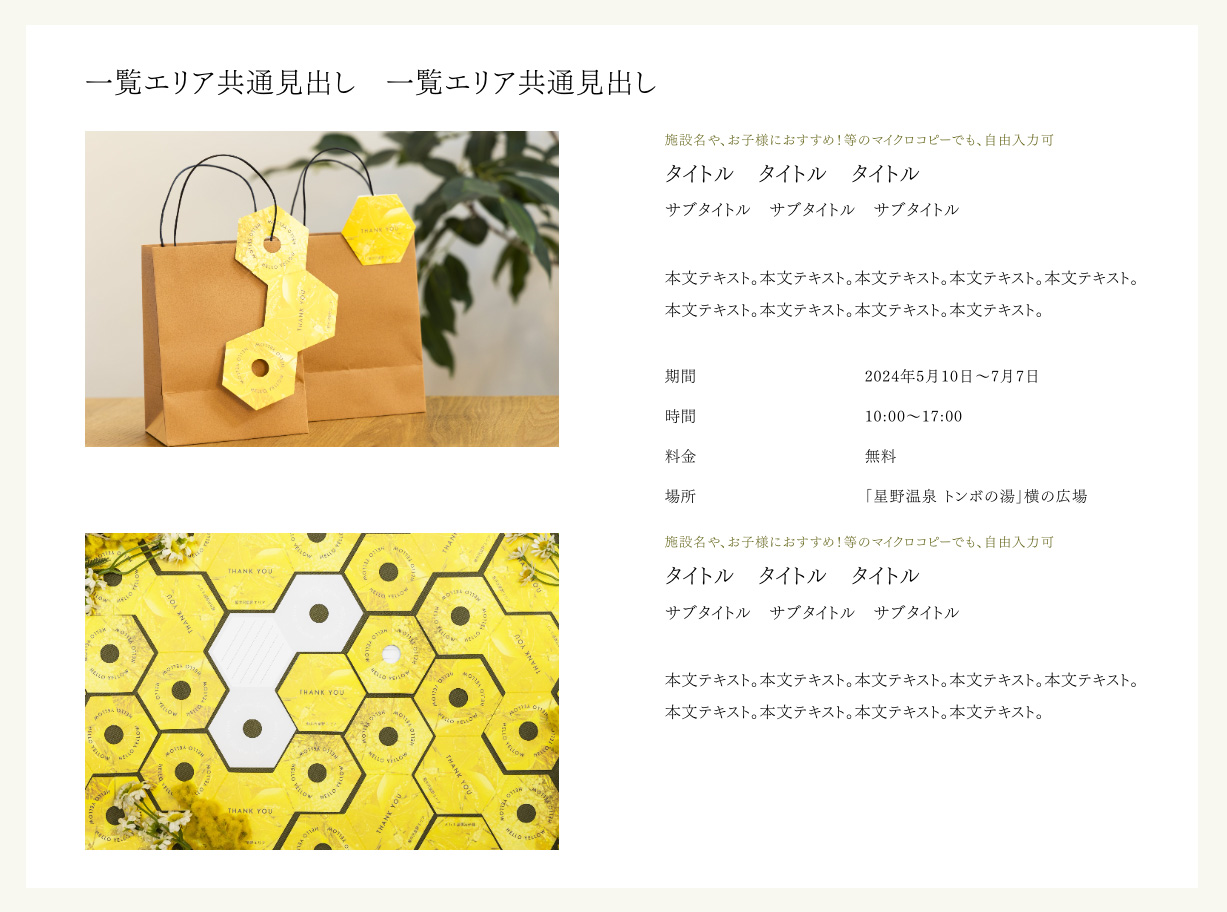 一覧エリア共通見出し　一覧エリア共通見出し
THANK YOU
THANK YOU
施設名や、お子様におすすめ！等のマイクロコピーでも、自由入力可
タイトル　タイトル　タイトル
サブタイトル　サブタイトル　サブタイトル
本文テキスト。本文テキスト。本文テキスト。本文テキスト。本文テキスト。
本文テキスト。本文テキスト。本文テキスト。本文テキスト。
期間　2024年5月10日～7月7日
時間　10:00～17:00
料金　無料
場所　「星野温泉 トンボの湯」横の広場
THANK YOU
THANK YOU
THANK YOU
THANK YOU
THANK YOU
THANK YOU
THANK YOU
HELLO YELLOW
施設名や、お子様におすすめ！等のマイクロコピーでも、自由入力可
タイトル　タイトル　タイトル
サブタイトル　サブタイトル　サブタイトル
本文テキスト。本文テキスト。本文テキスト。本文テキスト。本文テキスト。
本文テキスト。本文テキスト。本文テキスト。本文テキスト。